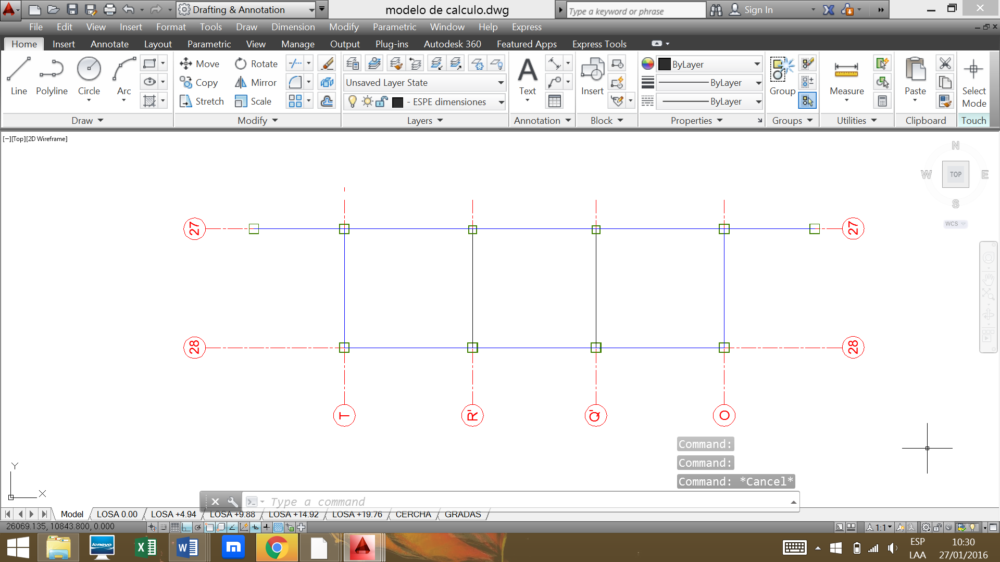 Drafting & Annotation
modelo de calculo.dwg
Type a keyword or phrase
Sign In
File Edit View Insert Format Tools Draw Dimension Modify Parametric Window Help Express
Home Insert Annotate Layout Parametric View Manage Output Plug-ins Autodesk 360 Featured Apps Express Tools
Line Polyline Circle Arc
Move Rotate
Copy Mirror
Stretch Scale
Unsaved Layer State
- ESPE dimensiones
Text
Insert
ByLayer
ByLayer
ByLayer
Group
Measure
Paste
Select
Mode
Draw Modify Layers Annotation Block Properties Groups Utilities Clipboard Touch
[−][Top][2D Wireframe]
N
W TOP E
S
WCS
27 27
28 28
T R' Q' O
Command:
Command:
Command: *Cancel*
Y
X
Type a command
Model LOSA 0.00 LOSA +4.94 LOSA +9.88 LOSA +14.92 LOSA +19.76 CERCHA GRADAS
26069.135, 10843.800, 0.000
1:1
lenovo
ESP
LAA
10:30
27/01/2016